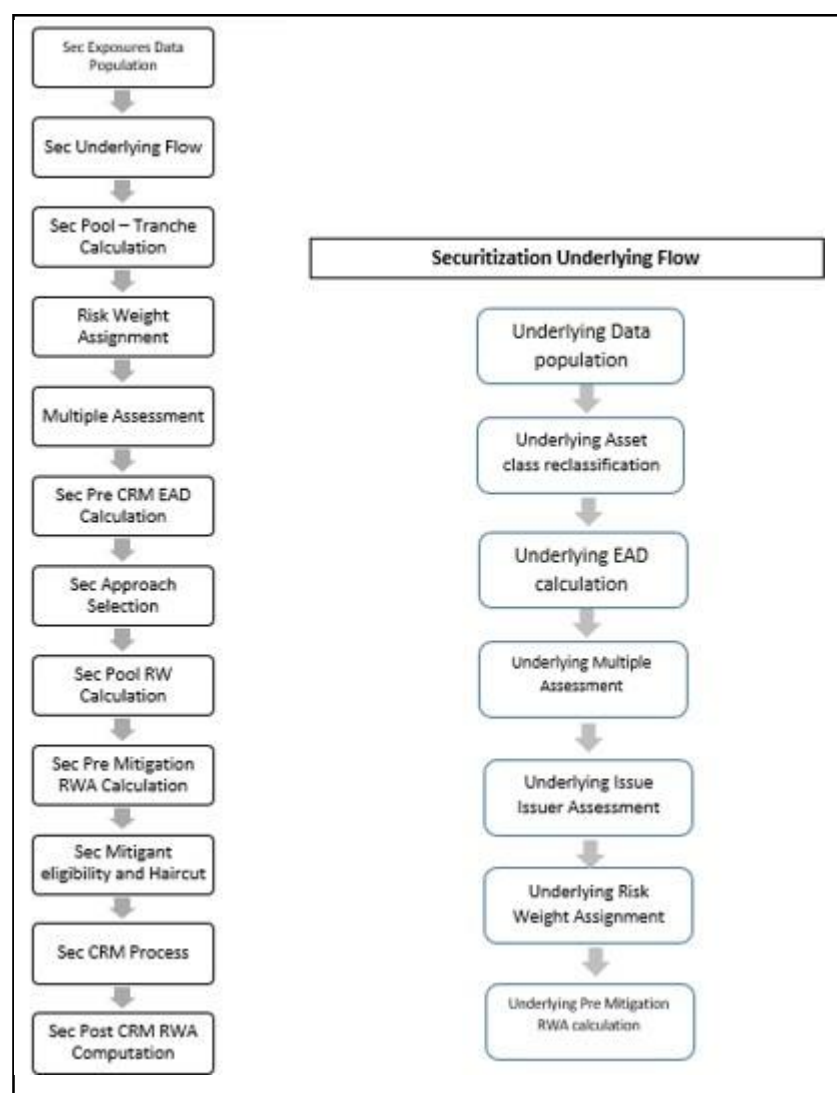 Sec Exposures Data
Population
Sec Underlying Flow
Sec Pool – Tranche
Calculation
Risk Weight
Assignment
Multiple Assessment
Sec Pre CRM EAD
Calculation
Sec Approach
Selection
Sec Pool RW
Calculation
Sec Pre Mitigation
RWA Calculation
Sec Mitigant
eligibility and Haircut
Sec CRM Process
Sec Post CRM RWA
Computation
Securitization Underlying Flow
Underlying Data
population
Underlying Asset
class reclassification
Underlying EAD
calculation
Underlying Multiple
Assessment
Underlying Issue
Issuer Assessment
Underlying Risk
Weight Assignment
Underlying Pre Mitigation
RWA calculation